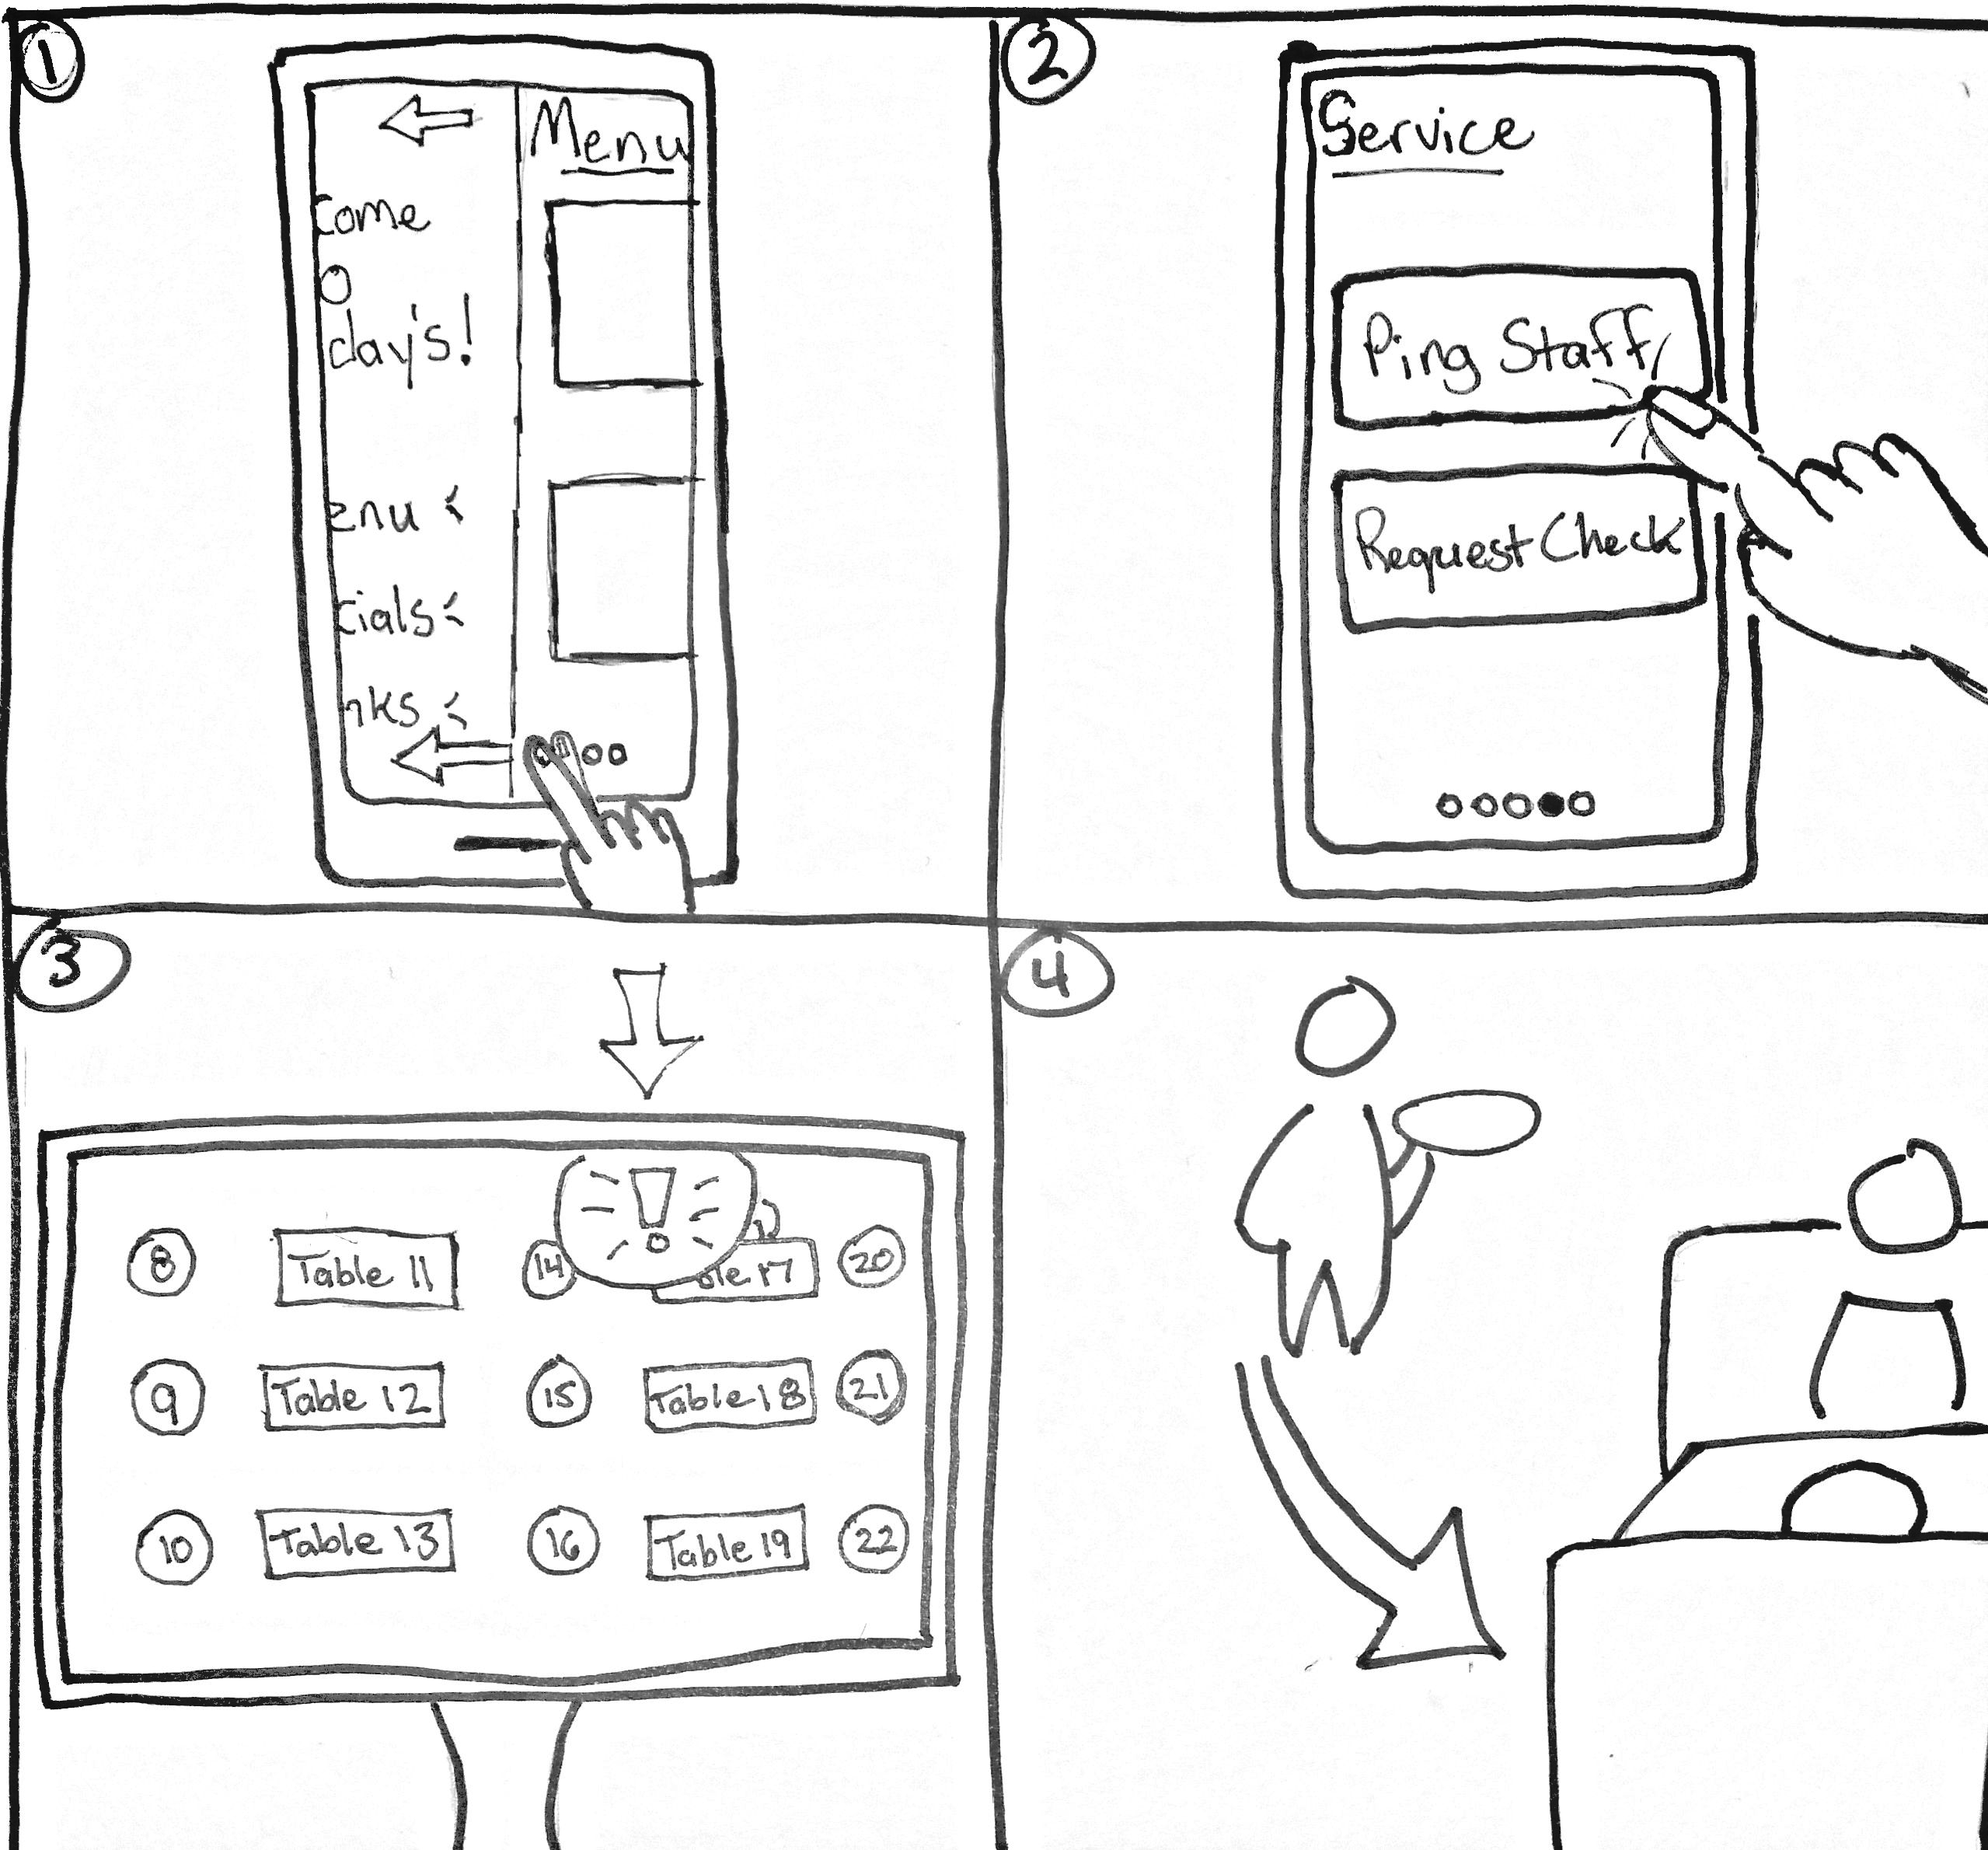 1
Menu
come
o
day's!
enu <
cials <
nks <
2
Service
Ping Staff
Request Check
3
!
8 Table 11 14 ble 17 20
9 Table 12 15 Table 18 21
10 Table 13 16 Table 19 22
4